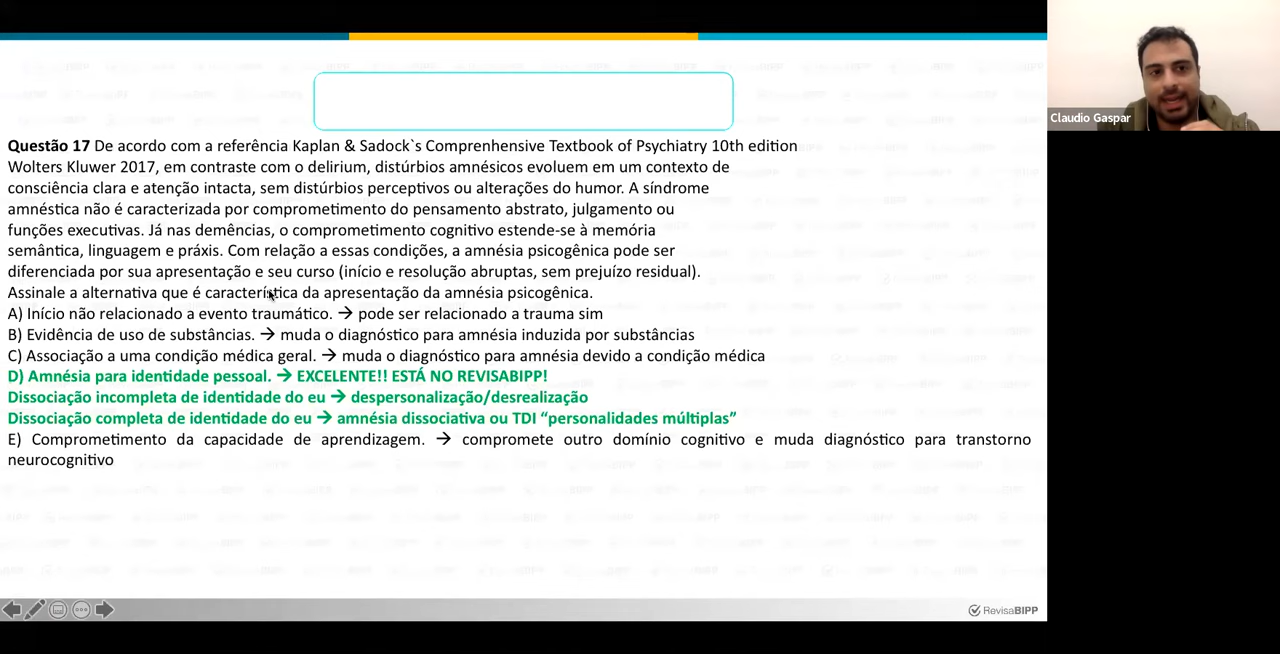 Claudio Gaspar
Questão 17 De acordo com a referência Kaplan & Sadock`s Comprenhensive Textbook of Psychiatry 10th edition
Wolters Kluwer 2017, em contraste com o delirium, distúrbios amnésicos evoluem em um contexto de
consciência clara e atenção intacta, sem distúrbios perceptivos ou alterações do humor. A síndrome
amnéstica não é caracterizada por comprometimento do pensamento abstrato, julgamento ou
funções executivas. Já nas demências, o comprometimento cognitivo estende-se à memória
semântica, linguagem e práxis. Com relação a essas condições, a amnésia psicogênica pode ser
diferenciada por sua apresentação e seu curso (início e resolução abruptas, sem prejuízo residual).
Assinale a alternativa que é característica da apresentação da amnésia psicogênica.
A) Início não relacionado a evento traumático. → pode ser relacionado a trauma sim
B) Evidência de uso de substâncias. → muda o diagnóstico para amnésia induzida por substâncias
C) Associação a uma condição médica geral. → muda o diagnóstico para amnésia devido a condição médica
D) Amnésia para identidade pessoal. → EXCELENTE!! ESTÁ NO REVISABIPP!
Dissociação incompleta de identidade do eu → despersonalização/desrealização
Dissociação completa de identidade do eu → amnésia dissociativa ou TDI “personalidades múltiplas”
E) Comprometimento da capacidade de aprendizagem. → compromete outro domínio cognitivo e muda diagnóstico para transtorno
neurocognitivo
RevisaBIPP